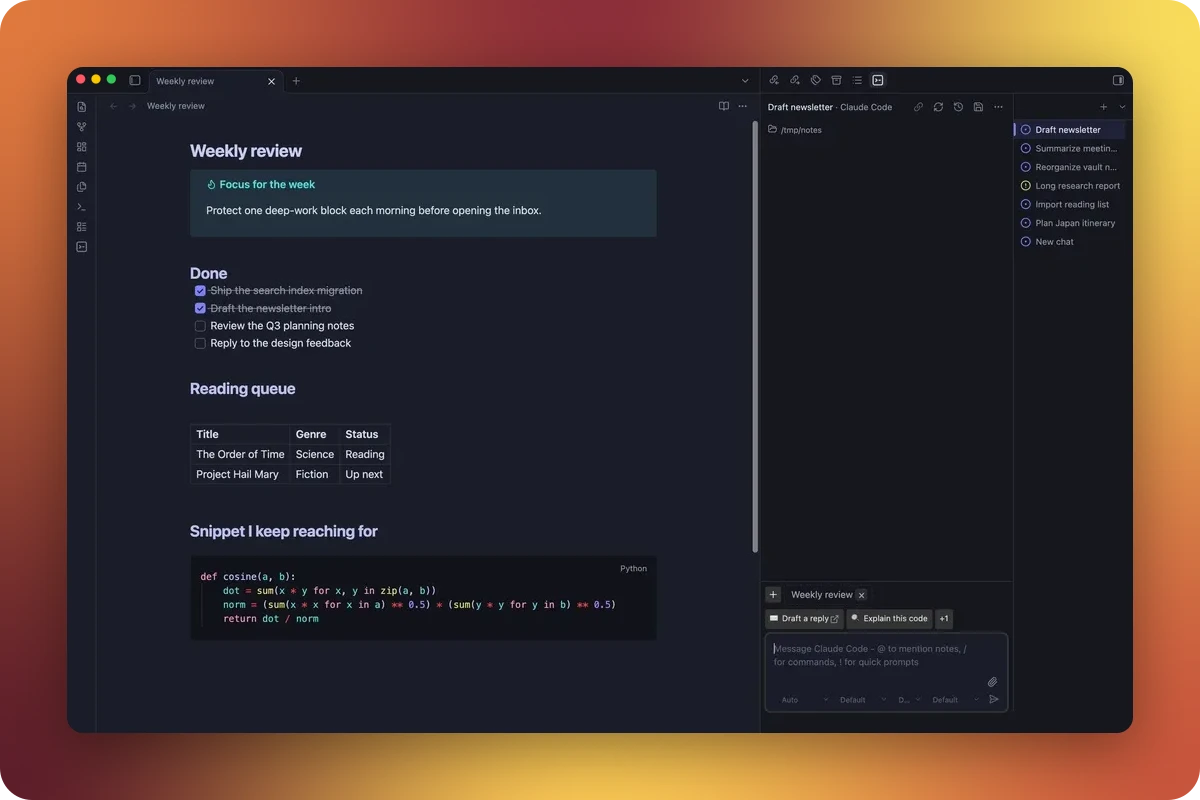 Weekly review
Weekly review
Weekly review
Focus for the week
Protect one deep-work block each morning before opening the inbox.
Done
Ship the search index migration
Draft the newsletter intro
Review the Q3 planning notes
Reply to the design feedback
Reading queue
Title Genre Status
The Order of Time Science Reading
Project Hail Mary Fiction Up next
Snippet I keep reaching for
Python
def cosine(a, b):
    dot = sum(x * y for x, y in zip(a, b))
    norm = (sum(x * x for x in a) ** 0.5) * (sum(y * y for y in b) ** 0.5)
    return dot / norm
Draft newsletter · Claude Code
/tmp/notes
Weekly review
Draft a reply
Explain this code
+1
Message Claude Code - @ to mention notes, /
for commands, ! for quick prompts
Auto Default D... Default
Draft newsletter
Summarize meetin...
Reorganize vault n...
Long research report
Import reading list
Plan Japan itinerary
New chat